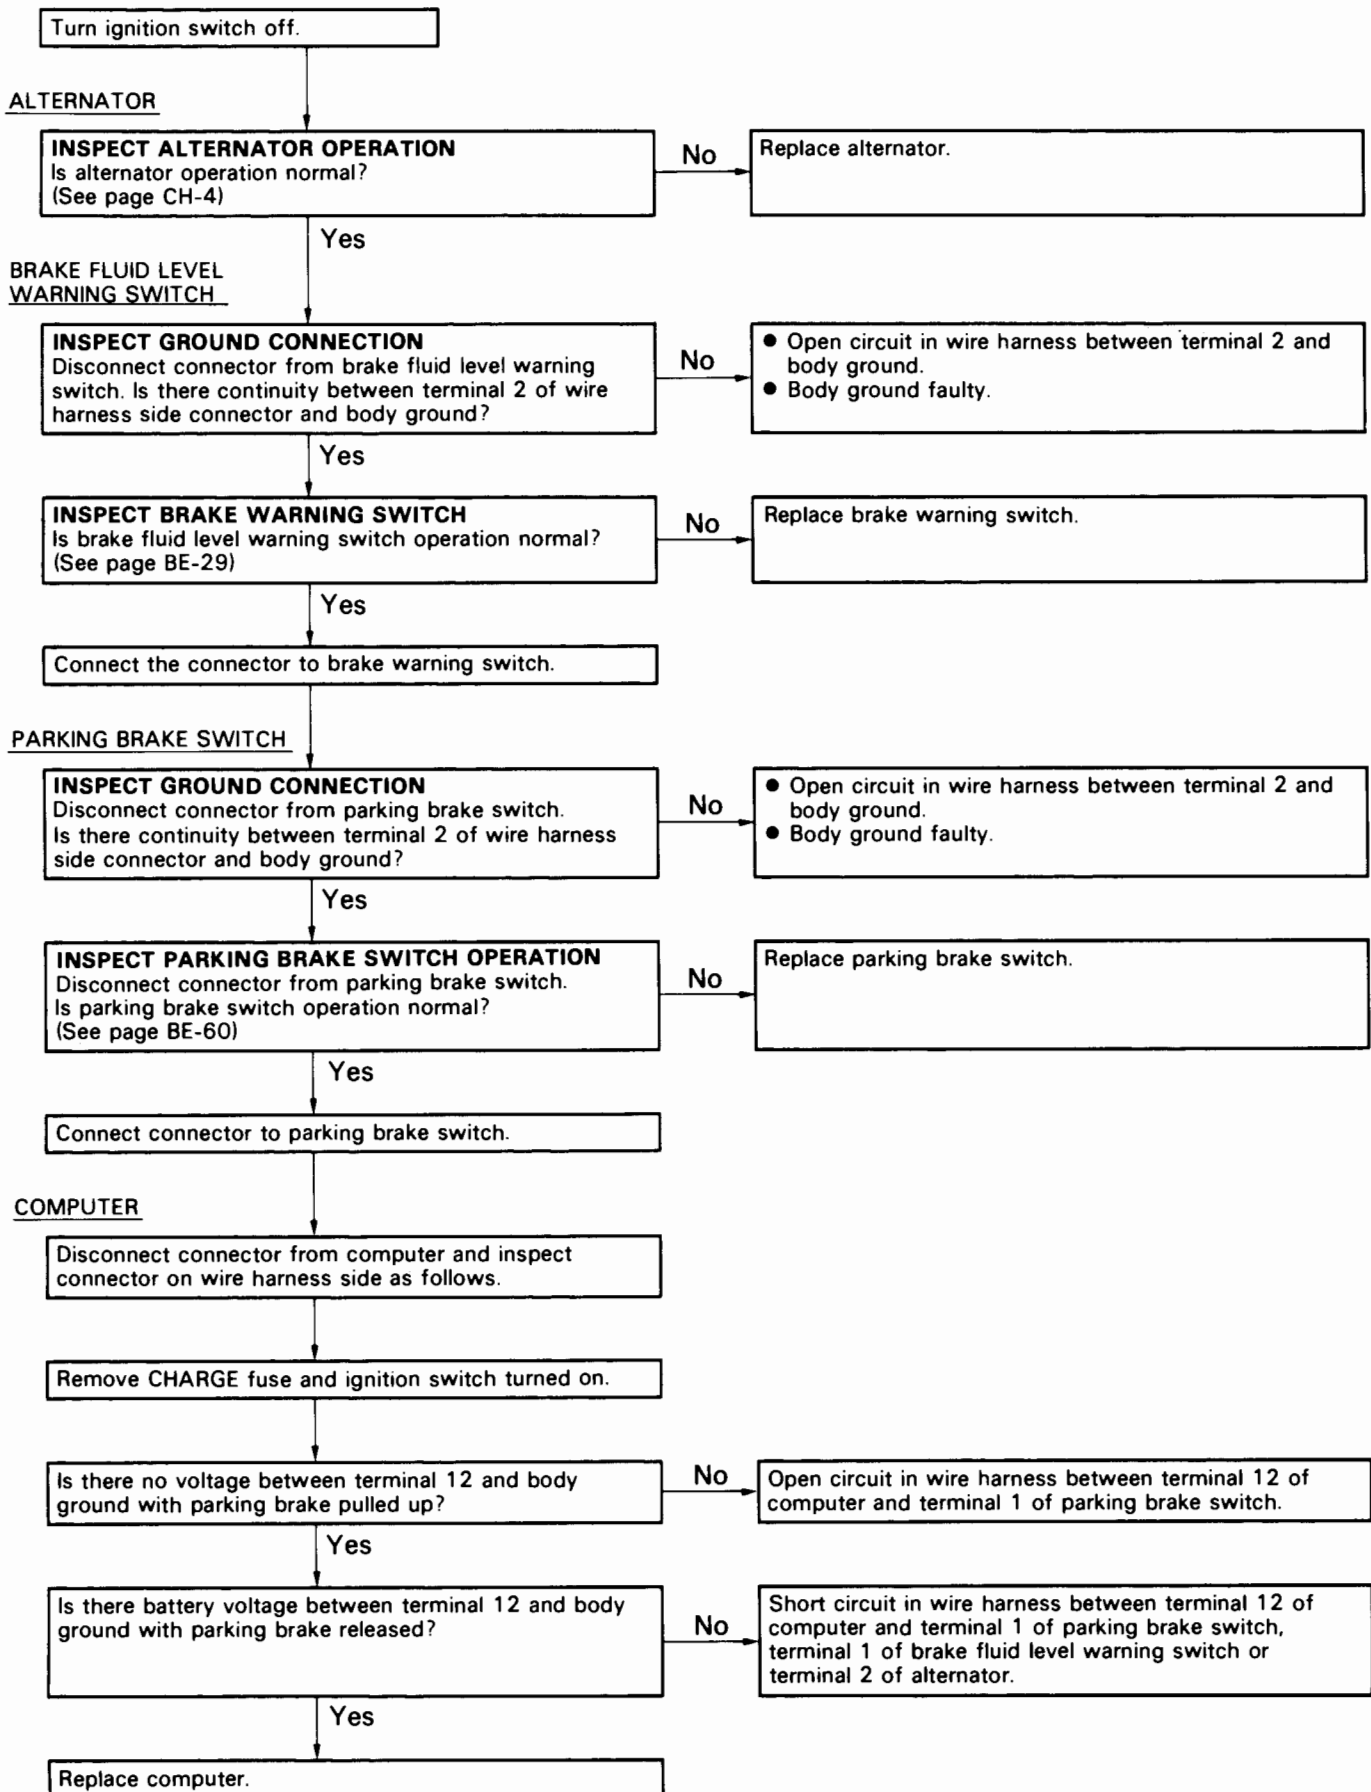 Turn ignition switch off.
ALTERNATOR
INSPECT ALTERNATOR OPERATION
Is alternator operation normal?
(See page CH-4)
No
Replace alternator.
Yes
BRAKE FLUID LEVEL
WARNING SWITCH
INSPECT GROUND CONNECTION
Disconnect connector from brake fluid level warning
switch. Is there continuity between terminal 2 of wire
harness side connector and body ground?
No
● Open circuit in wire harness between terminal 2 and
body ground.
● Body ground faulty.
Yes
INSPECT BRAKE WARNING SWITCH
Is brake fluid level warning switch operation normal?
(See page BE-29)
No
Replace brake warning switch.
Yes
Connect the connector to brake warning switch.
PARKING BRAKE SWITCH
INSPECT GROUND CONNECTION
Disconnect connector from parking brake switch.
Is there continuity between terminal 2 of wire harness
side connector and body ground?
No
● Open circuit in wire harness between terminal 2 and
body ground.
● Body ground faulty.
Yes
INSPECT PARKING BRAKE SWITCH OPERATION
Disconnect connector from parking brake switch.
Is parking brake switch operation normal?
(See page BE-60)
No
Replace parking brake switch.
Yes
Connect connector to parking brake switch.
COMPUTER
Disconnect connector from computer and inspect
connector on wire harness side as follows.
Remove CHARGE fuse and ignition switch turned on.
Is there no voltage between terminal 12 and body
ground with parking brake pulled up?
No
Open circuit in wire harness between terminal 12 of
computer and terminal 1 of parking brake switch.
Yes
Is there battery voltage between terminal 12 and body
ground with parking brake released?
No
Short circuit in wire harness between terminal 12 of
computer and terminal 1 of parking brake switch,
terminal 1 of brake fluid level warning switch or
terminal 2 of alternator.
Yes
Replace computer.